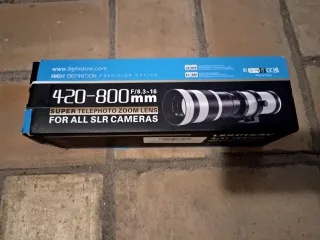 www.lightdow.com
HIGH DEFINITION PRECISION OPTICS
420-800mm
F/8.3~16
SUPER TELEPHOTO ZOOM LENS
FOR ALL SLR CAMERAS